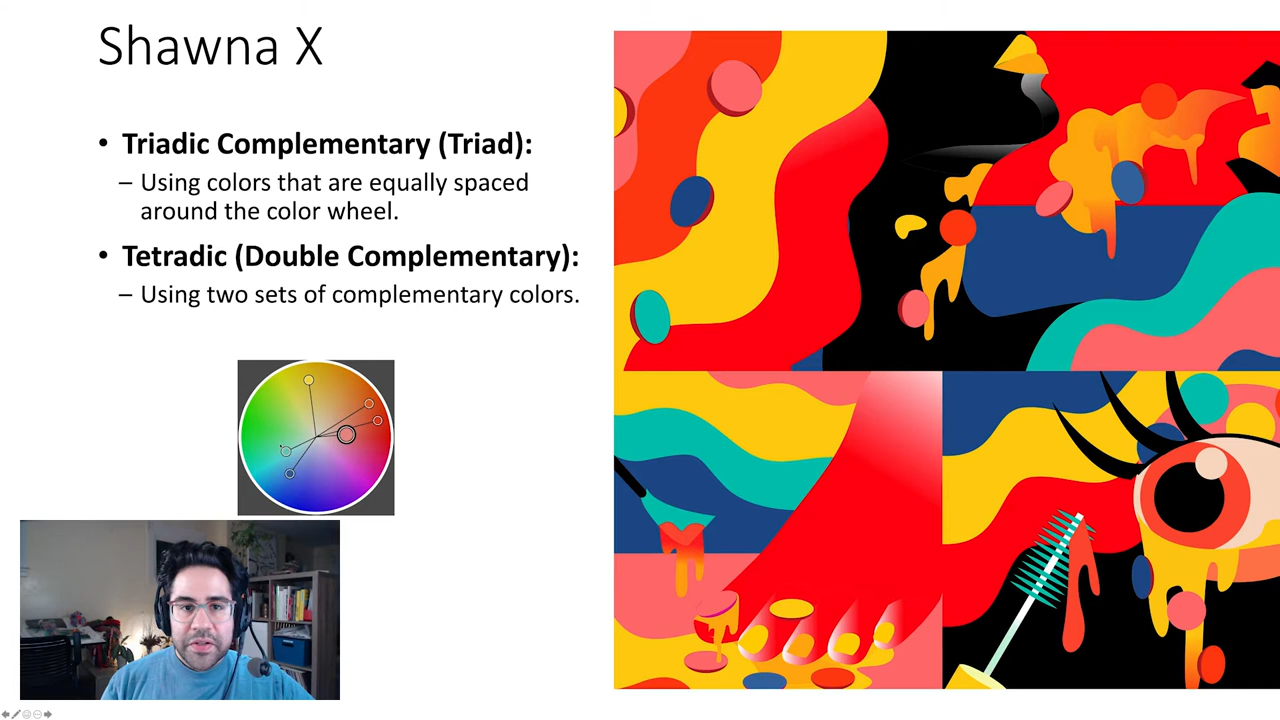 Shawna X
• Triadic Complementary (Triad):
– Using colors that are equally spaced
around the color wheel.
• Tetradic (Double Complementary):
– Using two sets of complementary colors.